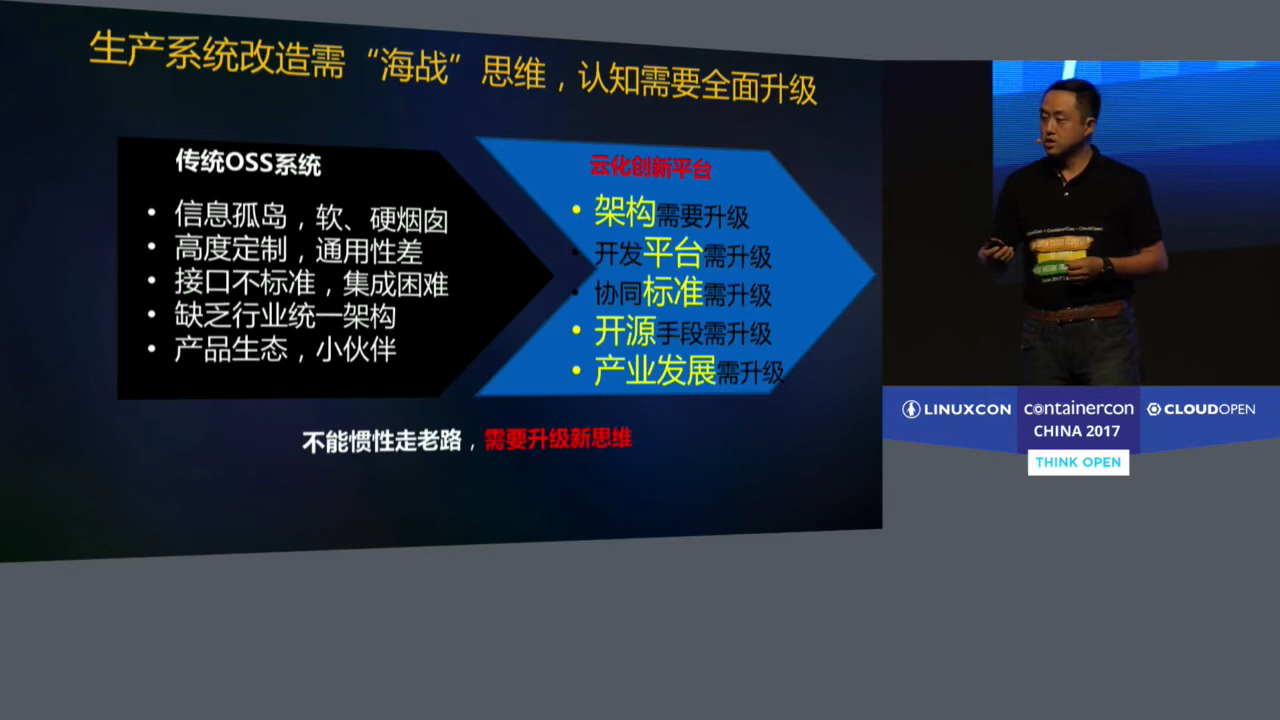 生产系统改造需“海战”思维，认知需要全面升级
传统OSS系统
• 信息孤岛，软、硬烟囱
• 高度定制，通用性差
• 接口不标准，集成困难
• 缺乏行业统一架构
• 产品生态，小伙伴
云化创新平台
• 架构需要升级
• 开发平台需升级
• 协同标准需升级
• 开源手段需升级
• 产业发展需升级
不能惯性走老路，需要升级新思维
LINUXCON
containercon
CLOUDOPEN
CHINA 2017
THINK OPEN